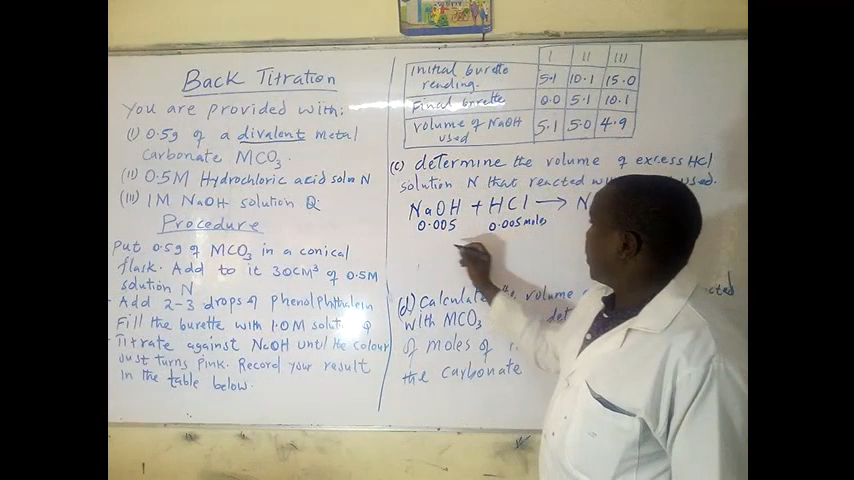 Back Titration
You are provided with:
(i) 0.5g of a divalent metal
carbonate MCO3.
(II) 0.5M Hydrochloric acid soln N
(III) 1M NaOH solution Q.
Procedure
Put 0.5g of MCO3 in a conical
flask. Add to it 30CM3 of 0.5M
solution N
- Add 2-3 drops of phenolphthalein
Fill the burette with 1.0M solution Q
- Titrate against NaOH until the colour
Just turns pink. Record your result
in the table below.
I II III
Initial burette reading. 5.1 10.1 15.0
Final brrette 0.0 5.1 10.1
volume of NaOH used 5.1 5.0 4.9
(c) determine the volume of excess HCl
solution N that reacted used.
NaOH + HCl → N
0.005 0.005 moles
(d) Calculate the volume
with MCO3
of moles of
the carbonate